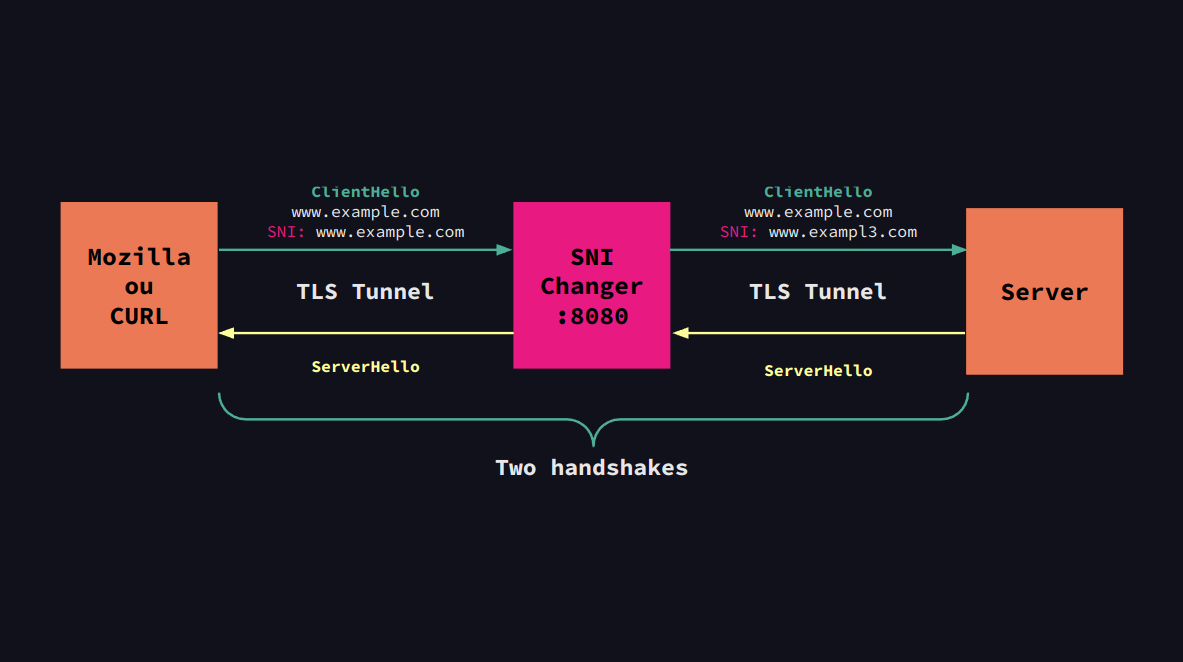 ClientHello
www.example.com
SNI: www.example.com
ClientHello
www.example.com
SNI: www.exampl3.com
Mozilla
ou
CURL
TLS Tunnel
SNI
Changer
:8080
TLS Tunnel
Server
ServerHello
ServerHello
Two handshakes